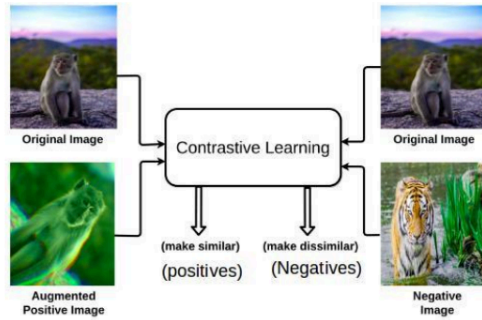 Original Image
Original Image
Contrastive Learning
(make similar)
(positives)
(make dissimilar)
(Negatives)
Augmented
Positive Image
Negative
Image